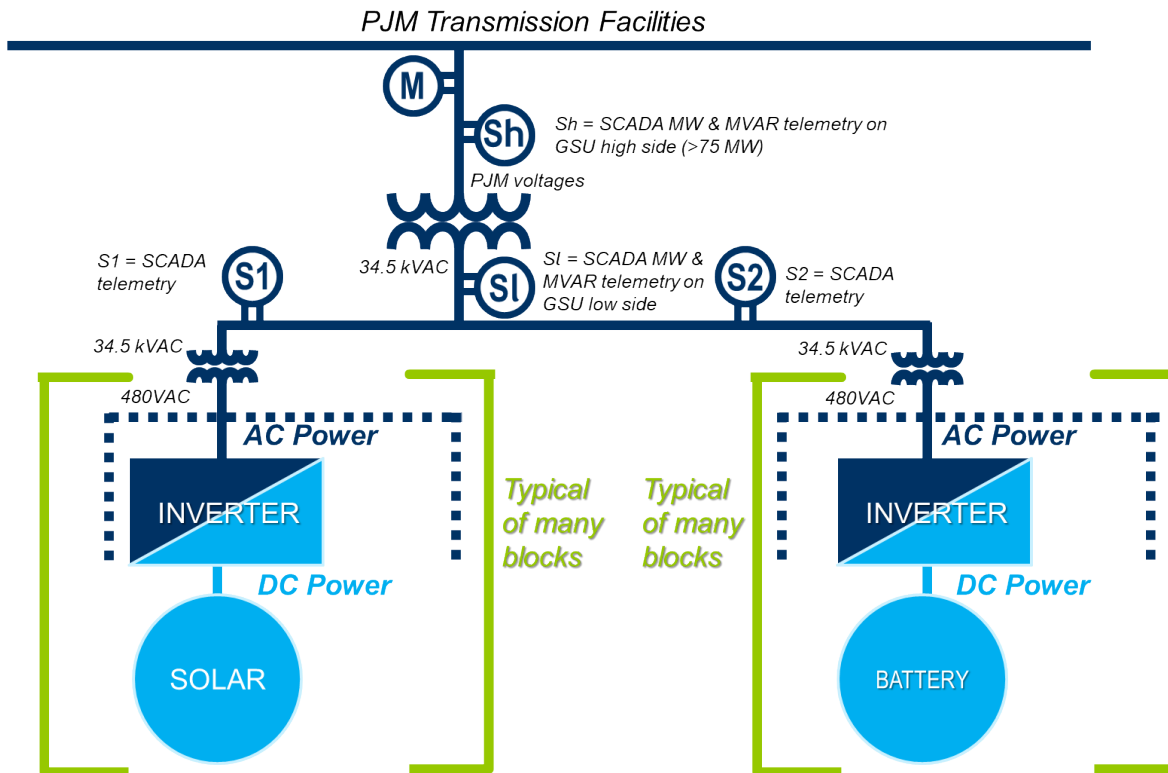 PJM Transmission Facilities
M
Sh
Sh = SCADA MW & MVAR telemetry on
GSU high side (>75 MW)
PJM voltages
34.5 kVAC
S1 = SCADA
telemetry
S1
Sl
Sl = SCADA MW &
MVAR telemetry on
GSU low side
S2
S2 = SCADA
telemetry
34.5 kVAC
480VAC
AC Power
INVERTER
DC Power
SOLAR
Typical
of many
blocks
Typical
of many
blocks
34.5 kVAC
480VAC
AC Power
INVERTER
DC Power
BATTERY